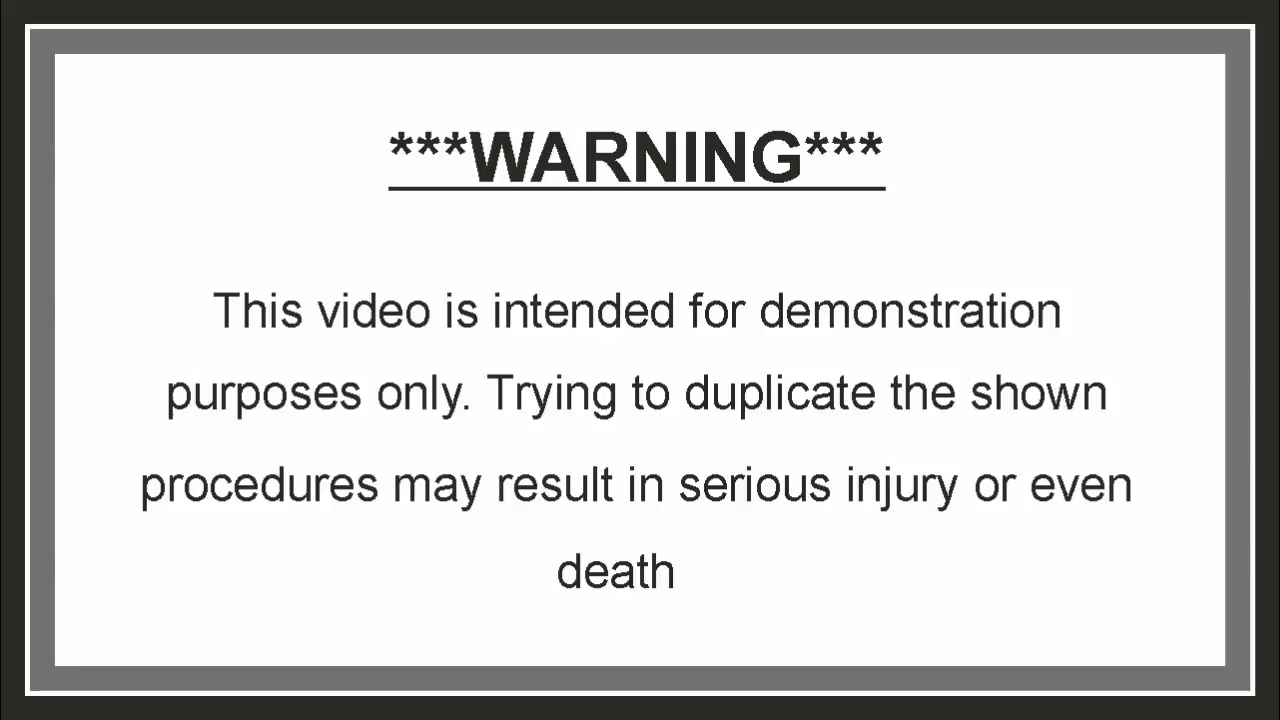 ***WARNING***
This video is intended for demonstration
purposes only. Trying to duplicate the shown
procedures may result in serious injury or even
death